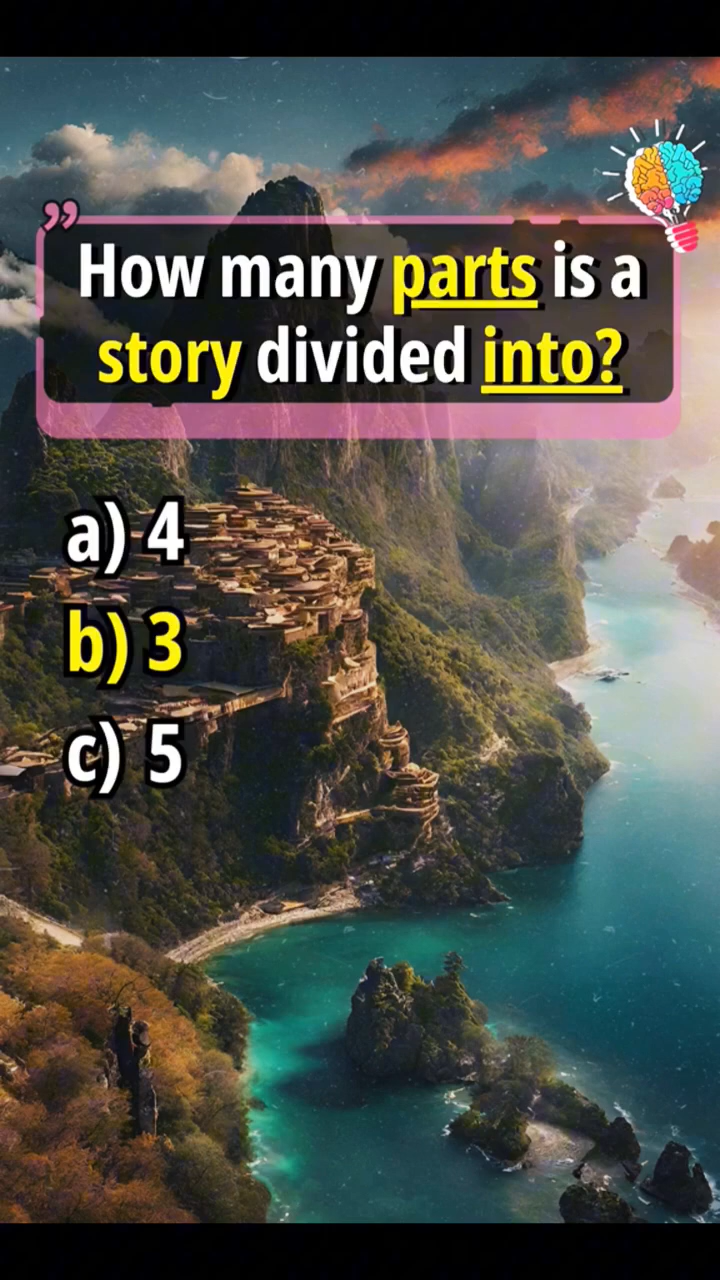 ”
How many parts is a
story divided into?
a) 4
b) 3
c) 5